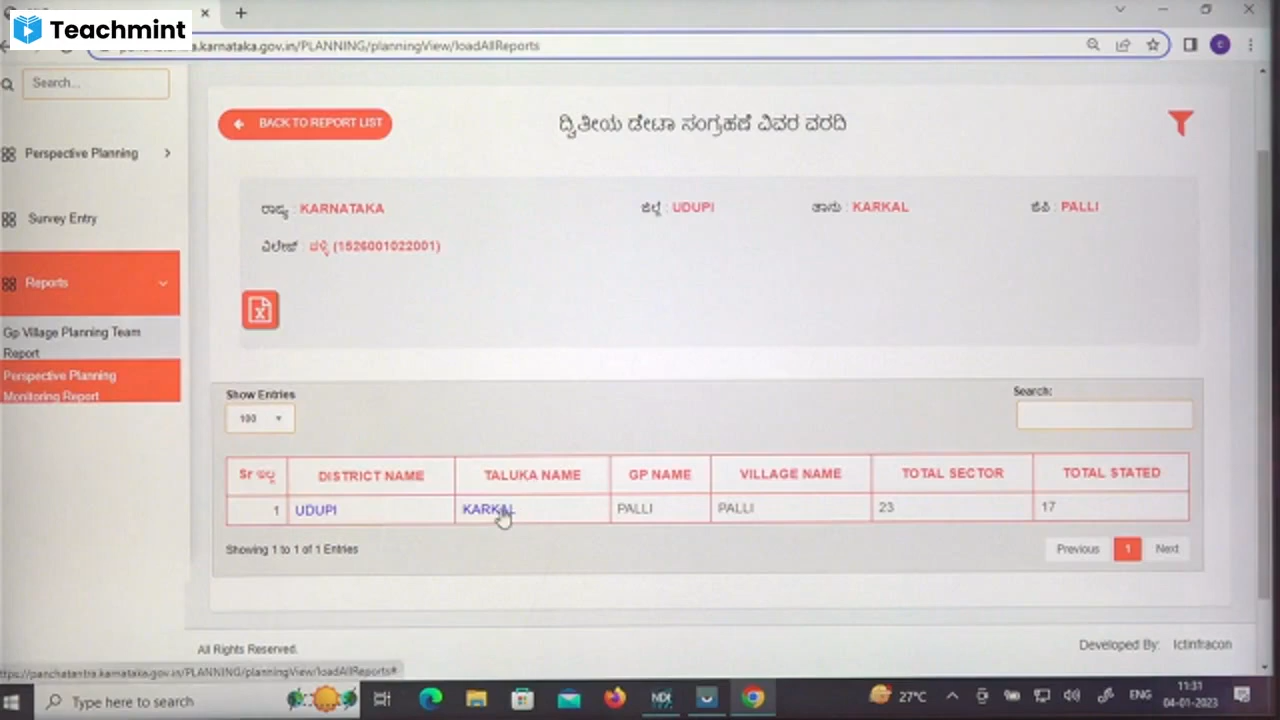 Teachmint
karnataka.gov.in/PLANNING/planningView/loadAllReports
Search...
BACK TO REPORT LIST
ದ್ವಿತೀಯ ಡೇಟಾ ಸಂಗ್ರಹಣೆ ವಿವರ ವರದಿ
Perspective Planning
ರಾಜ್ಯ : KARNATAKA ಜಿಲ್ಲೆ : UDUPI ತಾಲು : KARKAL ಜಿಪಿ : PALLI
Survey Entry
ವಿಲೇಜ್ : ಪಳ್ಳಿ (1526001022001)
Reports
Gp Village Planning Team
Report
Perspective Planning
Monitoring Report
Show Entries
Search:
100
Sr ಇಲ್ಲ DISTRICT NAME TALUKA NAME GP NAME VILLAGE NAME TOTAL SECTOR TOTAL STATED
1 UDUPI KARKAL PALLI PALLI 23 17
Showing 1 to 1 of 1 Entries
Previous 1 Next
All Rights Reserved.
Developed By: Ictinfracon
https://panchatantra.karnataka.gov.in/PLANNING/planningView/loadAllReports#
Type here to search
27°C
ENG
11:31
04-01-2023